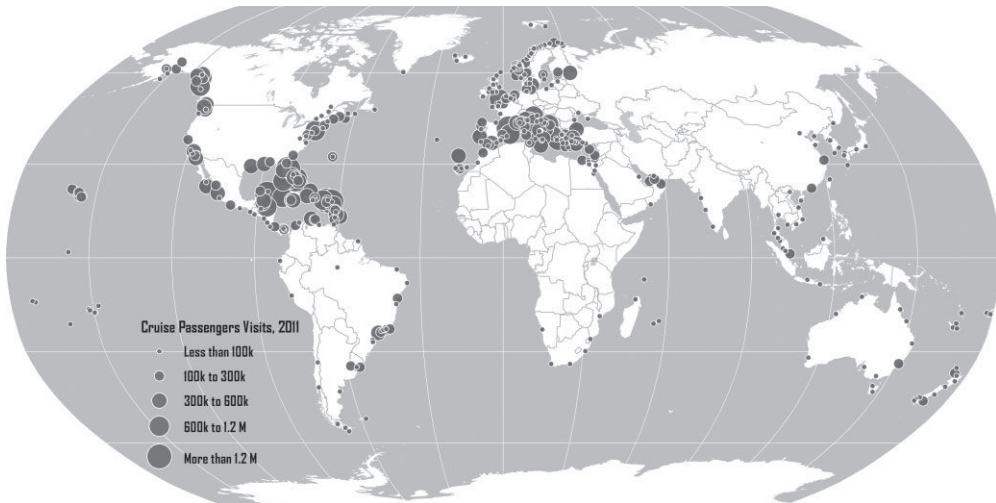 Cruise Passengers Visits, 2011
Less than 100k
100k to 300k
300k to 600k
600k to 1.2 M
More than 1.2 M